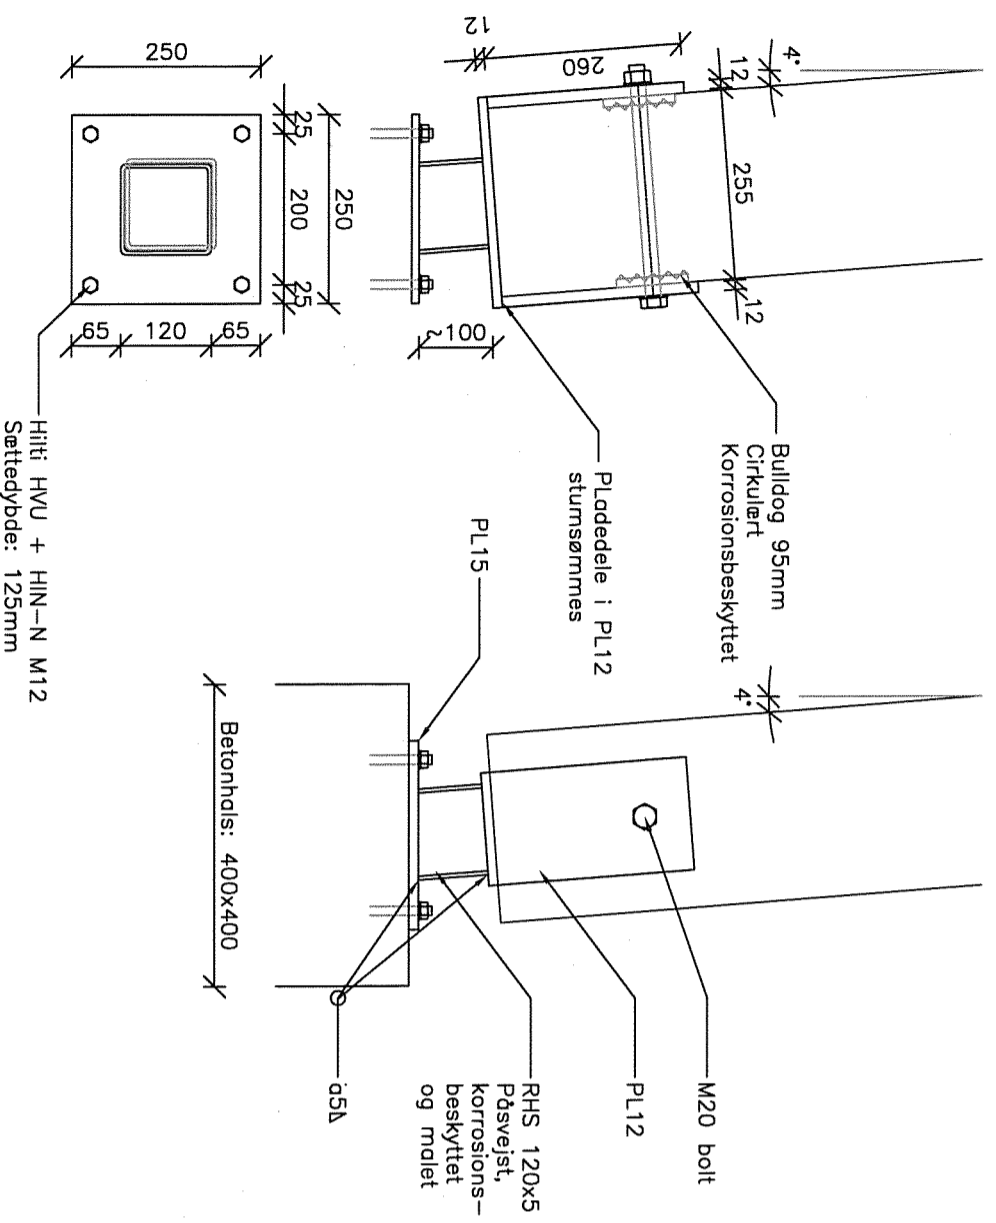 4°
12
255
12
260
12
Bulldog 95mm
Cirkulært
Korrosionsbeskyttet
PLadedele i PL12
stumsømmes
~100
250
25
200
25
250
65
120
65
Hilti HVU + HIN-N M12
Sættedybde: 125mm
4°
M20 bolt
PL12
RHS 120x5
Påsvejst,
korrosions-
beskyttet
og malet
PL15
a5
Betonhals: 400x400